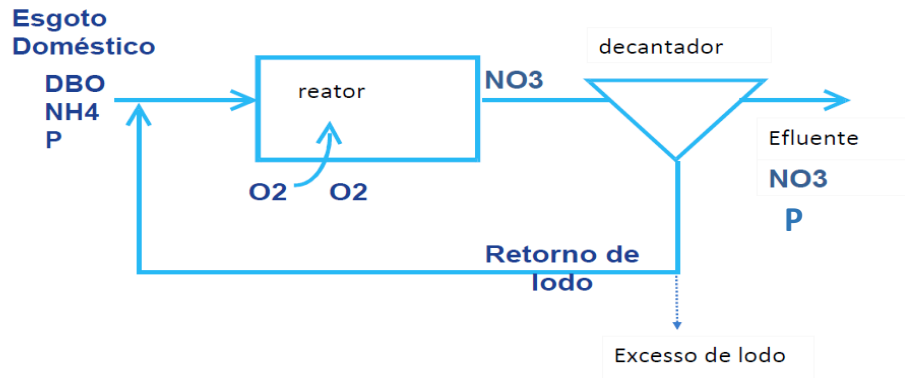 Esgoto
Doméstico
DBO
NH4
P
reator
O2 O2
NO3
decantador
Efluente
NO3
P
Retorno de
lodo
Excesso de lodo